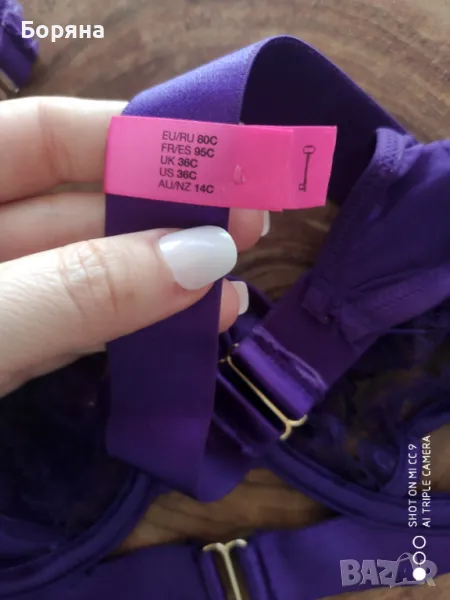 Боряна
EU/RU 80C
FR/ES 95C
UK 36C
US 36C
AU/NZ 14C
SHOT ON MI CC 9
AI TRIPLE CAMERA
BAZAR